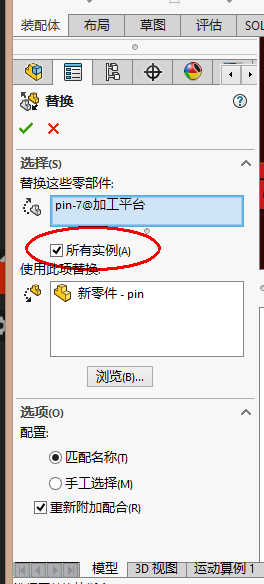 装配体 布局 草图 评估 SOL
替换
选择(S)
替换这些零部件:
pin-7@加工平台
所有实例(A)
使用此项替换:
新零件 - pin
浏览(B)...
选项(O)
配置:
匹配名称(T)
手工选择(M)
重新附加配合(R)
模型 3D 视图 运动算例 1